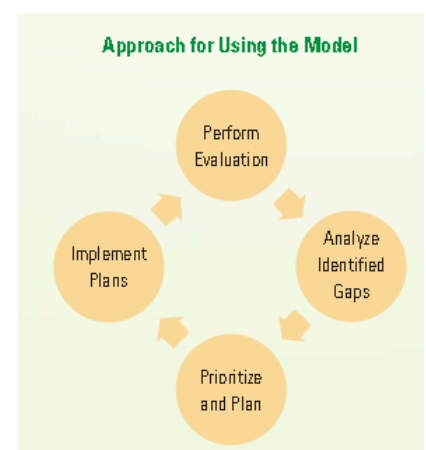 Approach for Using the Model
Perform
Evaluation
Analyze
Identified
Gaps
Prioritize
and Plan
Implement
Plans